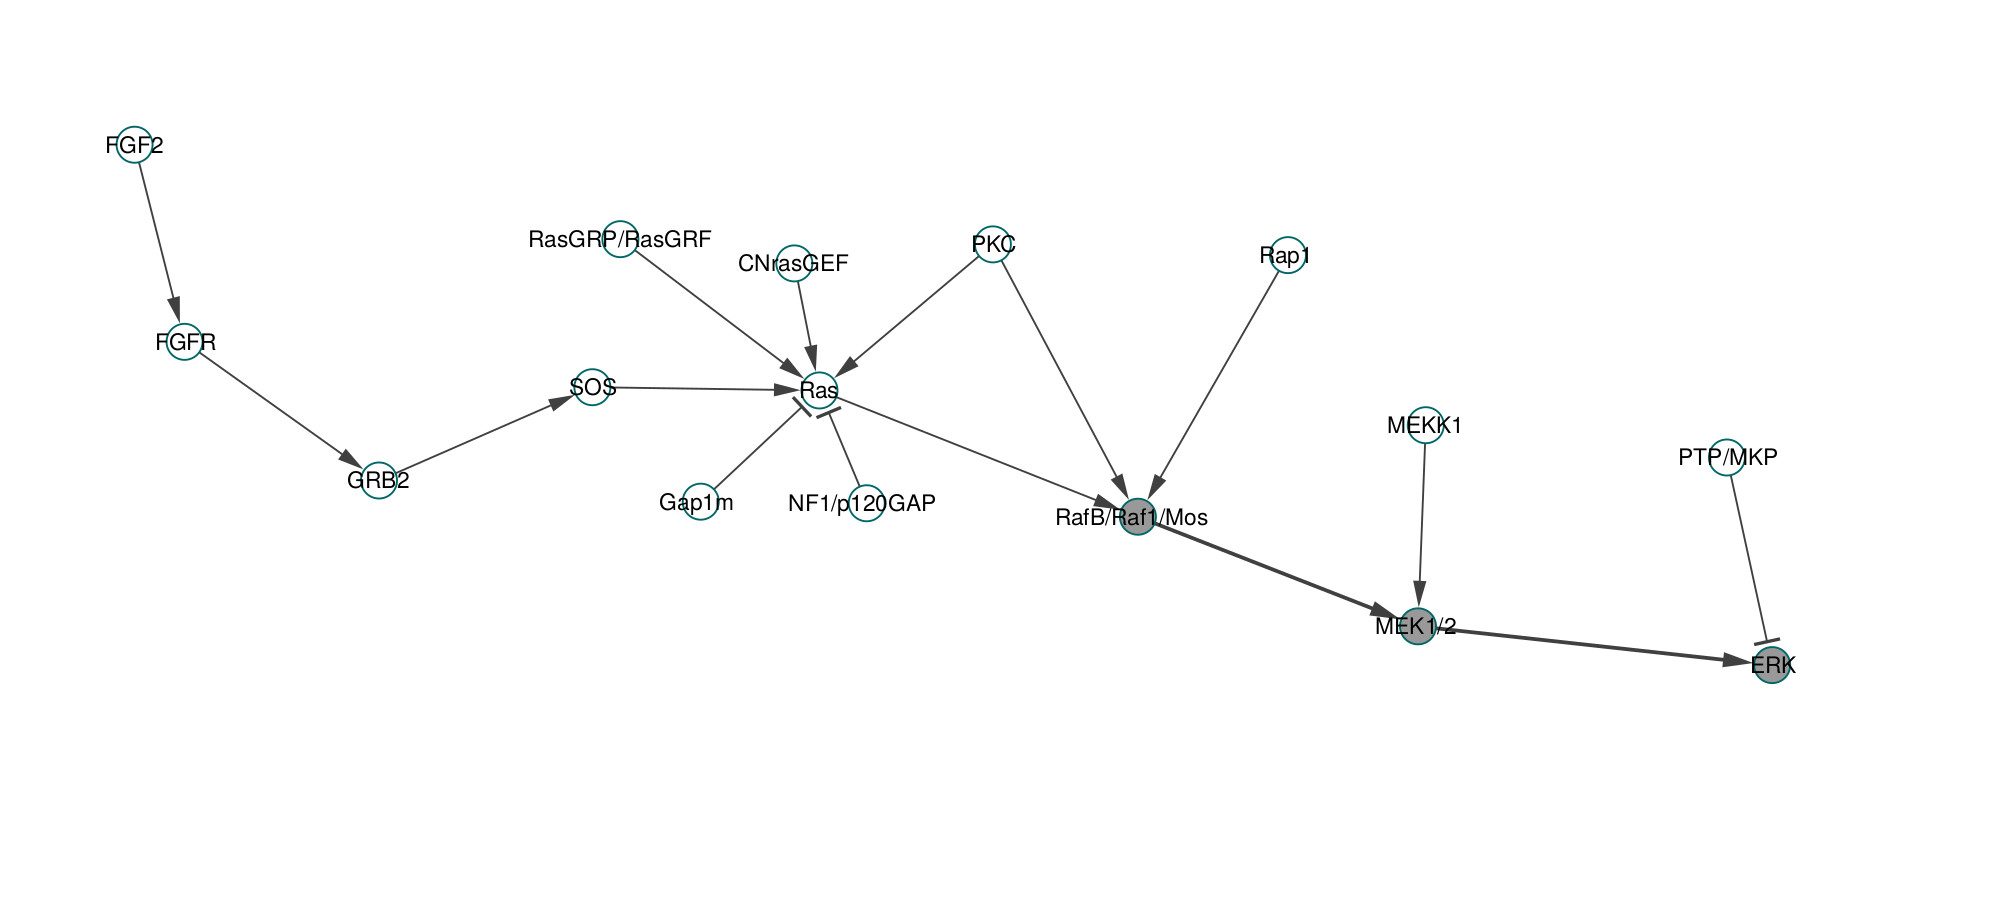 FGF2
RasGRP/RasGRF
CNrasGEF
PKC
Rap1
FGFR
SOS
Ras
MEKK1
PTP/MKP
GRB2
Gap1m
NF1/p120GAP
RafB/Raf1/Mos
MEK1/2
ERK